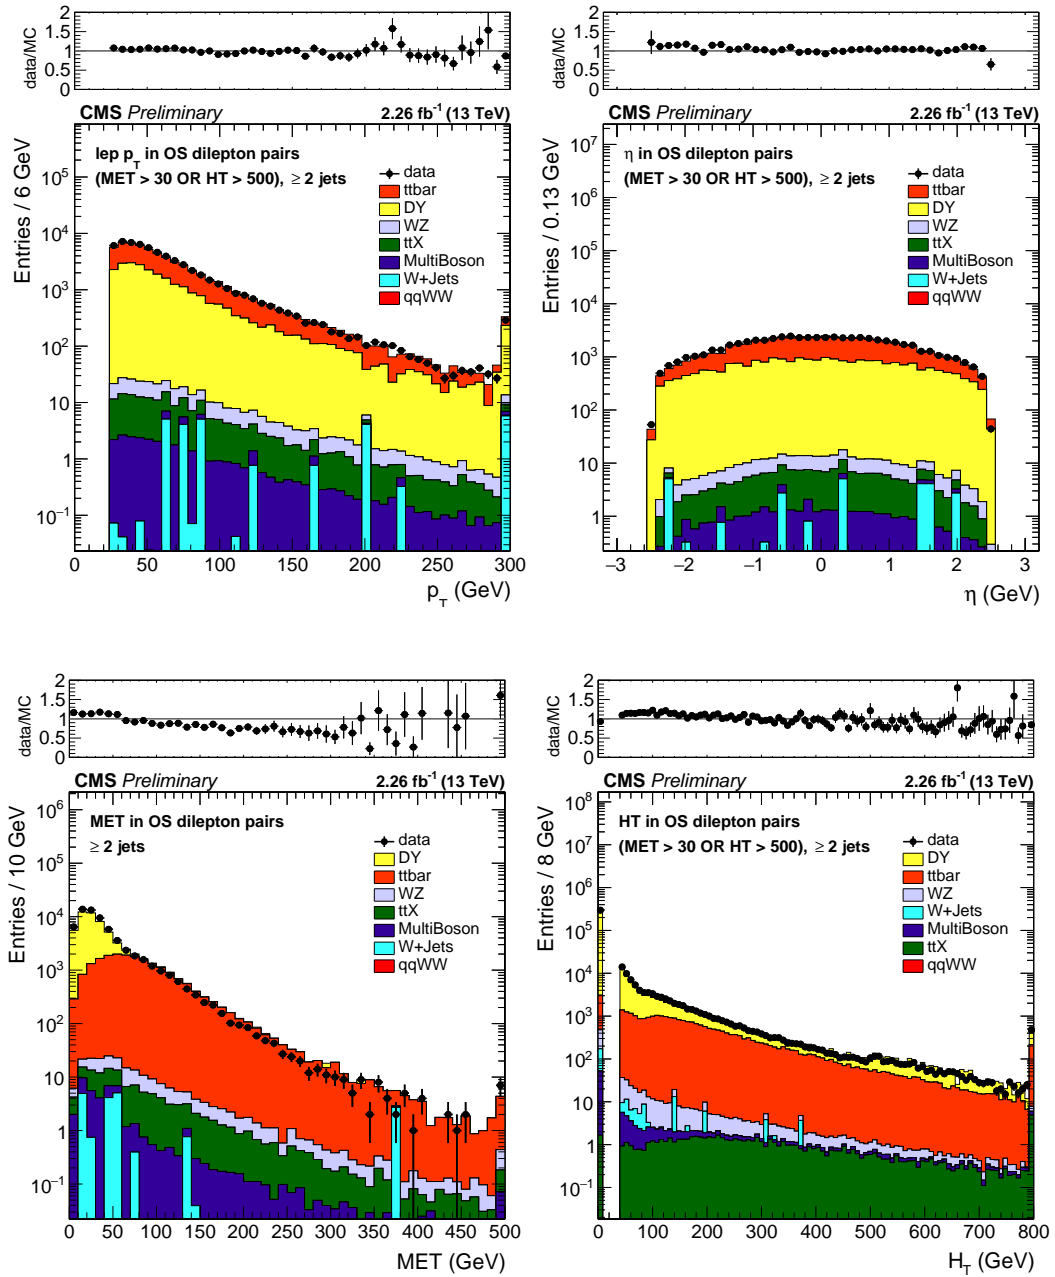 data/MC
2
1.5
1
0.5
0
CMS Preliminary 2.26 fb⁻¹ (13 TeV)
lep p_T in OS dilepton pairs
(MET > 30 OR HT > 500), ≥ 2 jets
data
ttbar
DY
WZ
ttX
MultiBoson
W+Jets
qqWW
Entries / 6 GeV
10⁵
10⁴
10³
10²
10
1
10⁻¹
0 50 100 150 200 250 300
p_T (GeV)
data/MC
2
1.5
1
0.5
0
CMS Preliminary 2.26 fb⁻¹ (13 TeV)
η in OS dilepton pairs
(MET > 30 OR HT > 500), ≥ 2 jets
data
ttbar
DY
WZ
ttX
MultiBoson
W+Jets
qqWW
Entries / 0.13 GeV
10⁷
10⁶
10⁵
10⁴
10³
10²
10
1
−3 −2 −1 0 1 2 3
η (GeV)
data/MC
2
1.5
1
0.5
0
CMS Preliminary 2.26 fb⁻¹ (13 TeV)
MET in OS dilepton pairs
≥ 2 jets
data
DY
ttbar
WZ
ttX
MultiBoson
W+Jets
qqWW
Entries / 10 GeV
10⁶
10⁵
10⁴
10³
10²
10
1
10⁻¹
0 50 100 150 200 250 300 350 400 450 500
MET (GeV)
data/MC
2
1.5
1
0.5
0
CMS Preliminary 2.26 fb⁻¹ (13 TeV)
HT in OS dilepton pairs
(MET > 30 OR HT > 500), ≥ 2 jets
data
DY
ttbar
WZ
W+Jets
MultiBoson
ttX
qqWW
Entries / 8 GeV
10⁸
10⁷
10⁶
10⁵
10⁴
10³
10²
10
1
10⁻¹
0 100 200 300 400 500 600 700 800
H_T (GeV)